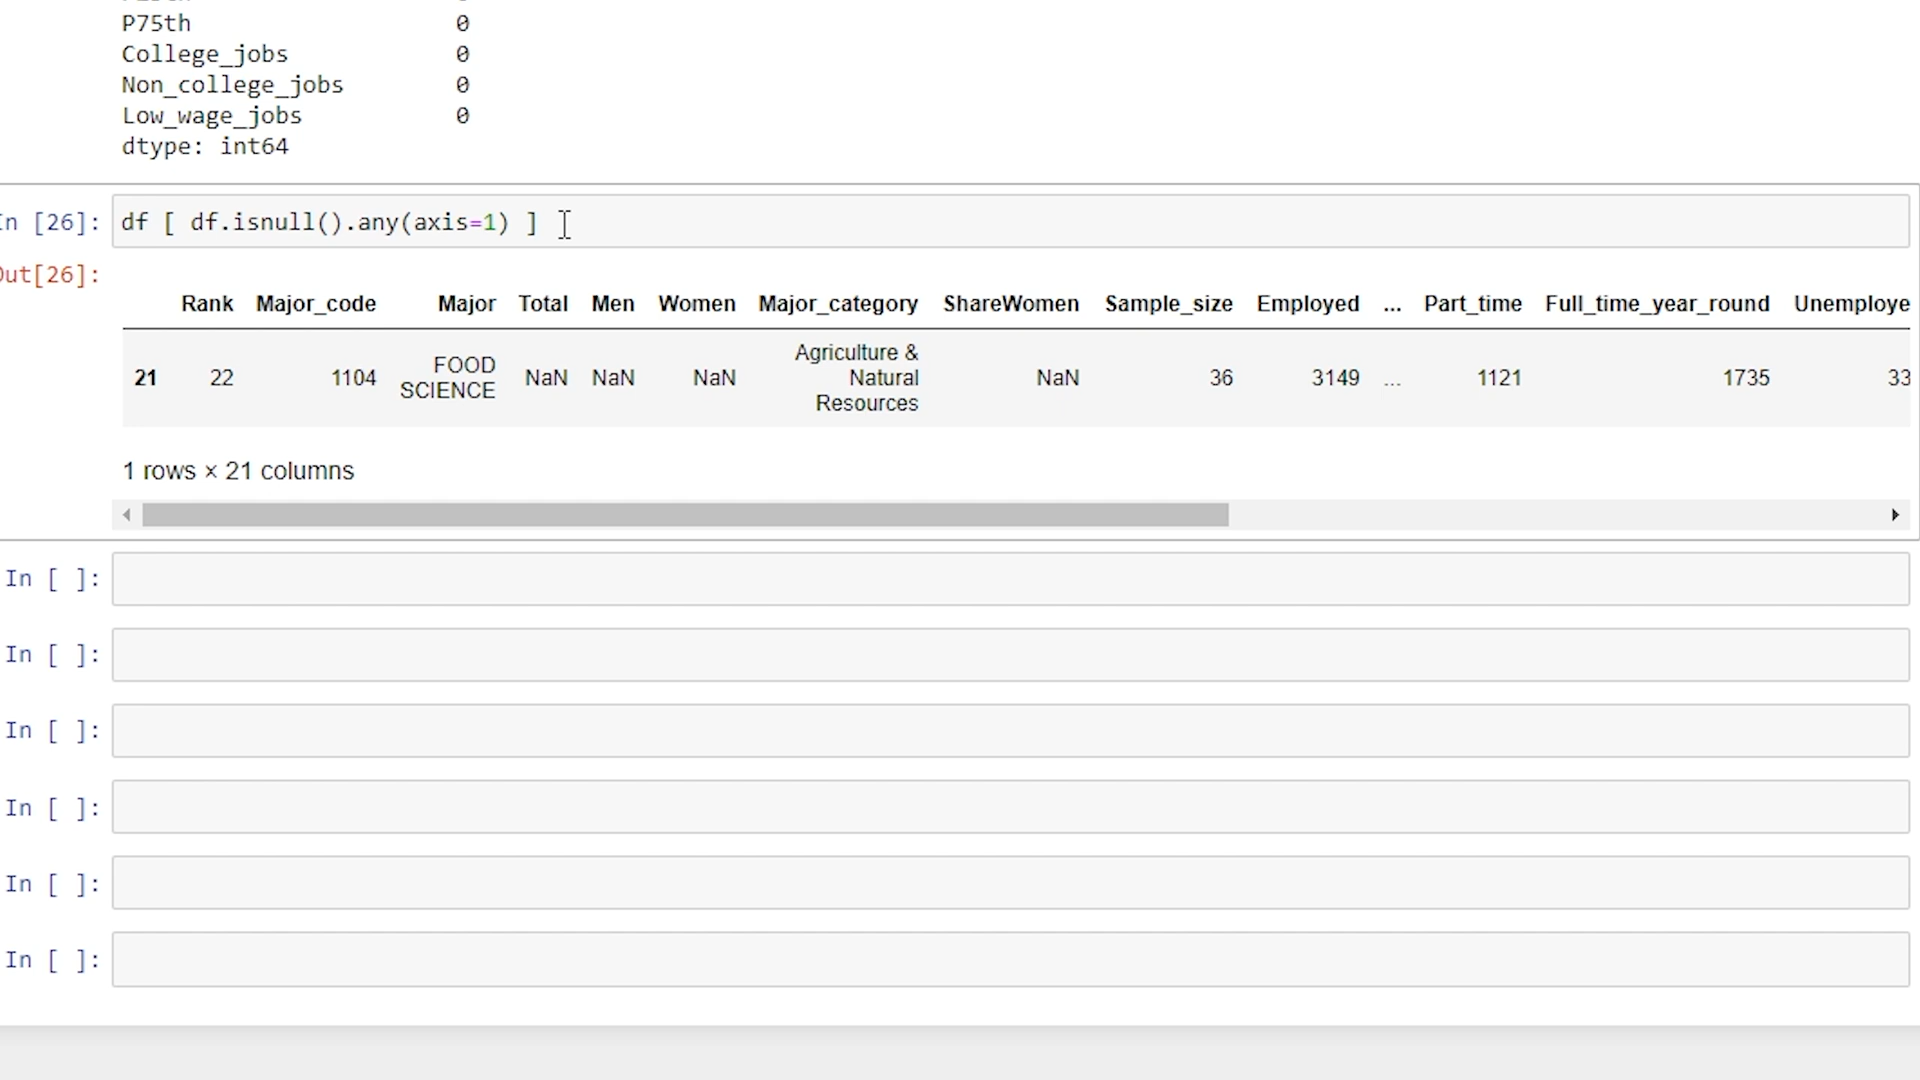 P75th 0
College_jobs 0
Non_college_jobs 0
Low_wage_jobs 0
dtype: int64
In [26]: df [ df.isnull().any(axis=1) ]
Out[26]:
Rank Major_code Major Total Men Women Major_category ShareWomen Sample_size Employed ... Part_time Full_time_year_round Unemploye
21 22 1104 FOOD SCIENCE NaN NaN NaN Agriculture & Natural Resources NaN 36 3149 ... 1121 1735 33
1 rows × 21 columns
In [ ]:
In [ ]:
In [ ]:
In [ ]:
In [ ]:
In [ ]: